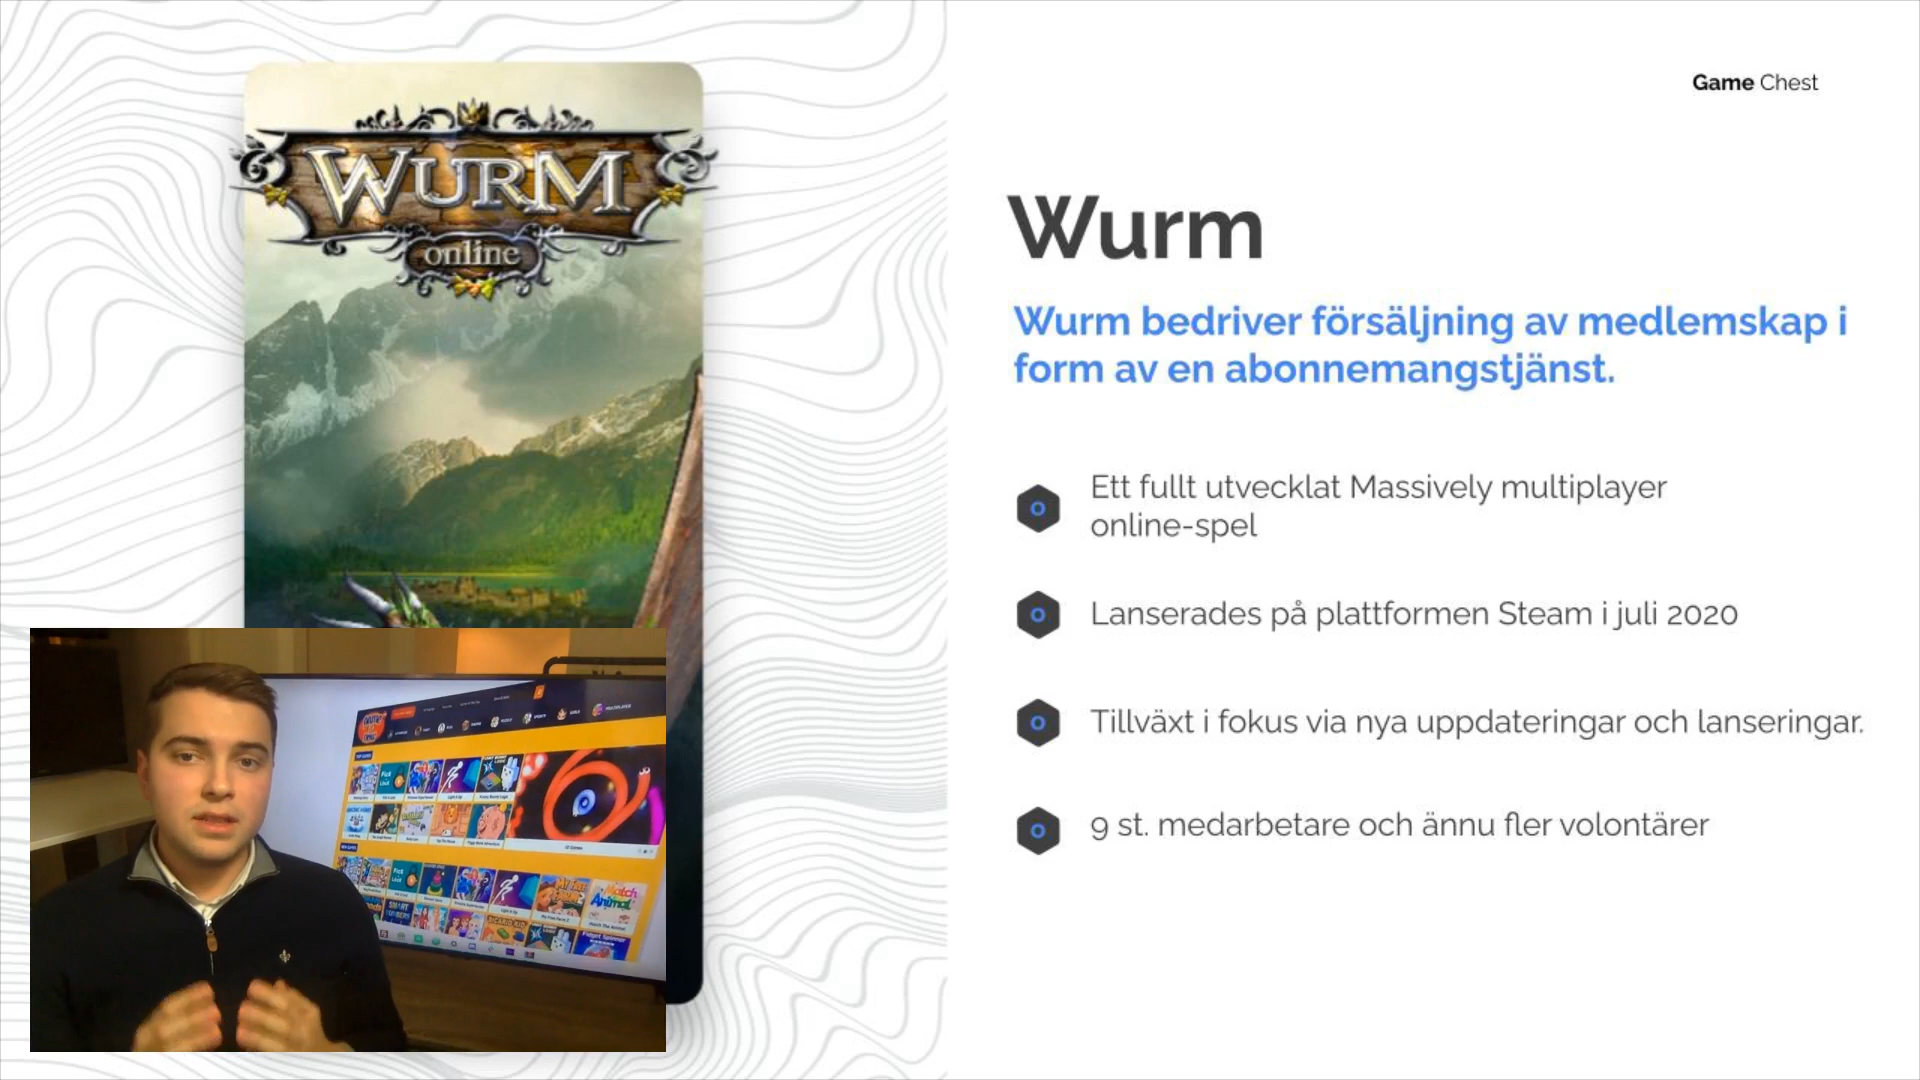 WURM
online
Game Chest
Wurm
Wurm bedriver försäljning av medlemskap i
form av en abonnemangstjänst.
Ett fullt utvecklat Massively multiplayer
online-spel
Lanserades på plattformen Steam i juli 2020
Tillväxt i fokus via nya uppdateringar och lanseringar.
9 st. medarbetare och ännu fler volontärer
Match
Animal